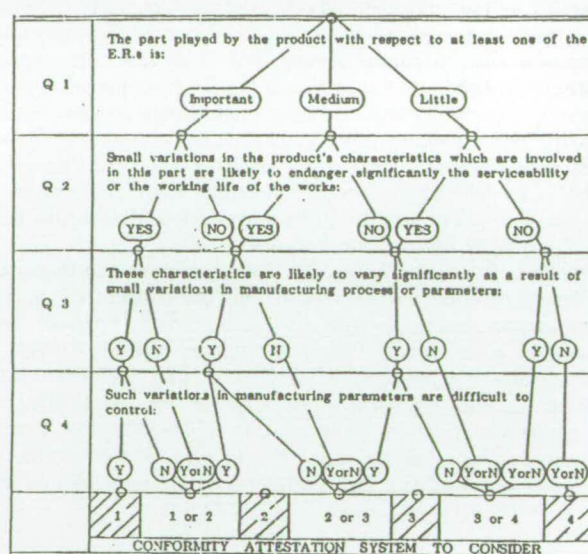 The part played by the product with respect to at least one of the
E.R.s is:
Q 1
Important Medium Little
Small variations in the product's characteristics which are involved
in this part are likely to endanger significantly the serviceability
or the working life of the works:
Q 2
YES NO YES NO YES NO
These characteristics are likely to vary significantly as a result of
small variations in manufacturing process or parameters:
Q 3
Y N Y N Y N Y N
Such variations in manufacturing parameters are difficult to
control:
Q 4
Y N YorN Y N YorN Y N YorN YorN YorN
1 1 or 2 2 2 or 3 3 3 or 4 4
CONFORMITY ATTESTATION SYSTEM TO CONSIDER